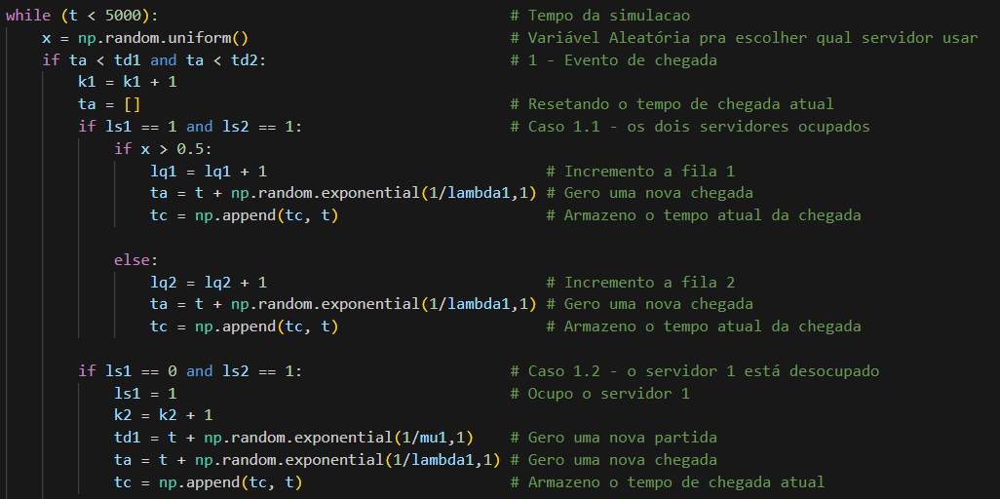 while (t < 5000):                                       # Tempo da simulacao
    x = np.random.uniform()                             # Variável Aleatória pra escolher qual servidor usar
    if ta < td1 and ta < td2:                           # 1 - Evento de chegada
        k1 = k1 + 1
        ta = []                                         # Resetando o tempo de chegada atual
        if ls1 == 1 and ls2 == 1:                       # Caso 1.1 - os dois servidores ocupados
            if x > 0.5:
                lq1 = lq1 + 1                               # Incremento a fila 1
                ta = t + np.random.exponential(1/lambda1,1) # Gero uma nova chegada
                tc = np.append(tc, t)                       # Armazeno o tempo atual da chegada
            else:
                lq2 = lq2 + 1                               # Incremento a fila 2
                ta = t + np.random.exponential(1/lambda1,1) # Gero uma nova chegada
                tc = np.append(tc, t)                       # Armazeno o tempo atual da chegada
        if ls1 == 0 and ls2 == 1:                       # Caso 1.2 - o servidor 1 está desocupado
            ls1 = 1                                     # Ocupo o servidor 1
            k2 = k2 + 1
            td1 = t + np.random.exponential(1/mu1,1)    # Gero uma nova partida
            ta = t + np.random.exponential(1/lambda1,1) # Gero uma nova chegada
            tc = np.append(tc, t)                       # Armazeno o tempo de chegada atual